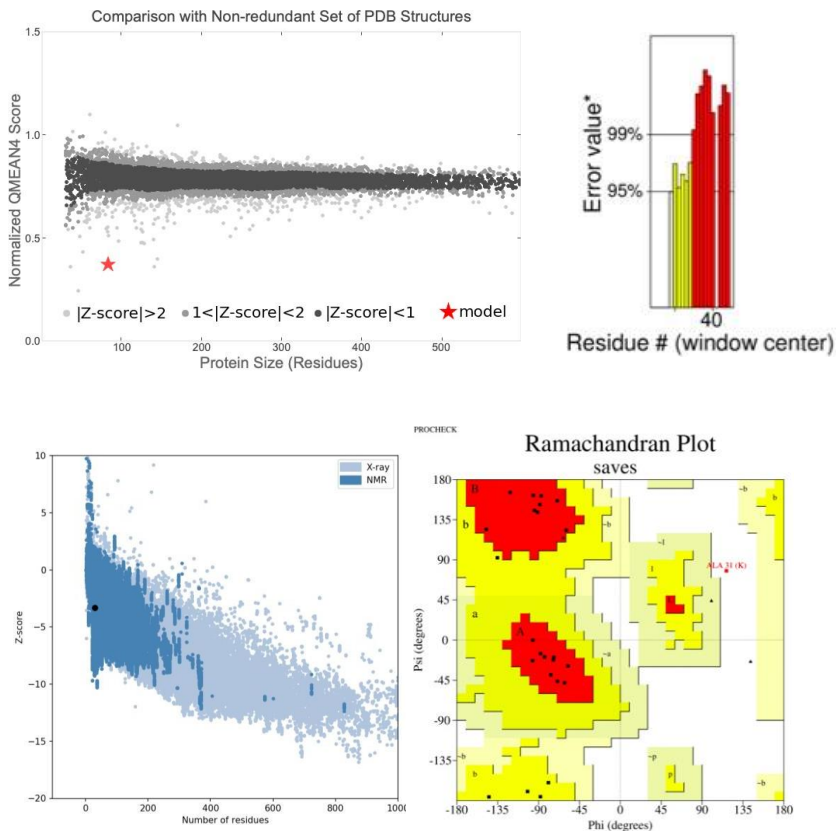 Comparison with Non-redundant Set of PDB Structures
Normalized QMEAN4 Score
1.5
1.0
0.5
0.0
|Z-score|>2 1<|Z-score|<2 |Z-score|<1 model
100 200 300 400 500
Protein Size (Residues)
Error value*
99%
95%
40
Residue # (window center)
10
5
0
−5
−10
−15
−20
Z-score
X-ray
NMR
0 200 400 600 800 1000
Number of residues
PROCHECK
Ramachandran Plot
saves
Psi (degrees)
180
135
90
45
0
-45
-90
-135
-180
B
~b
b
b
~b
~l
ALA 31 (K)
l
a
A
~a
~b
~p
b
p
~b
-180 -135 -90 -45 0 45 90 135 180
Phi (degrees)